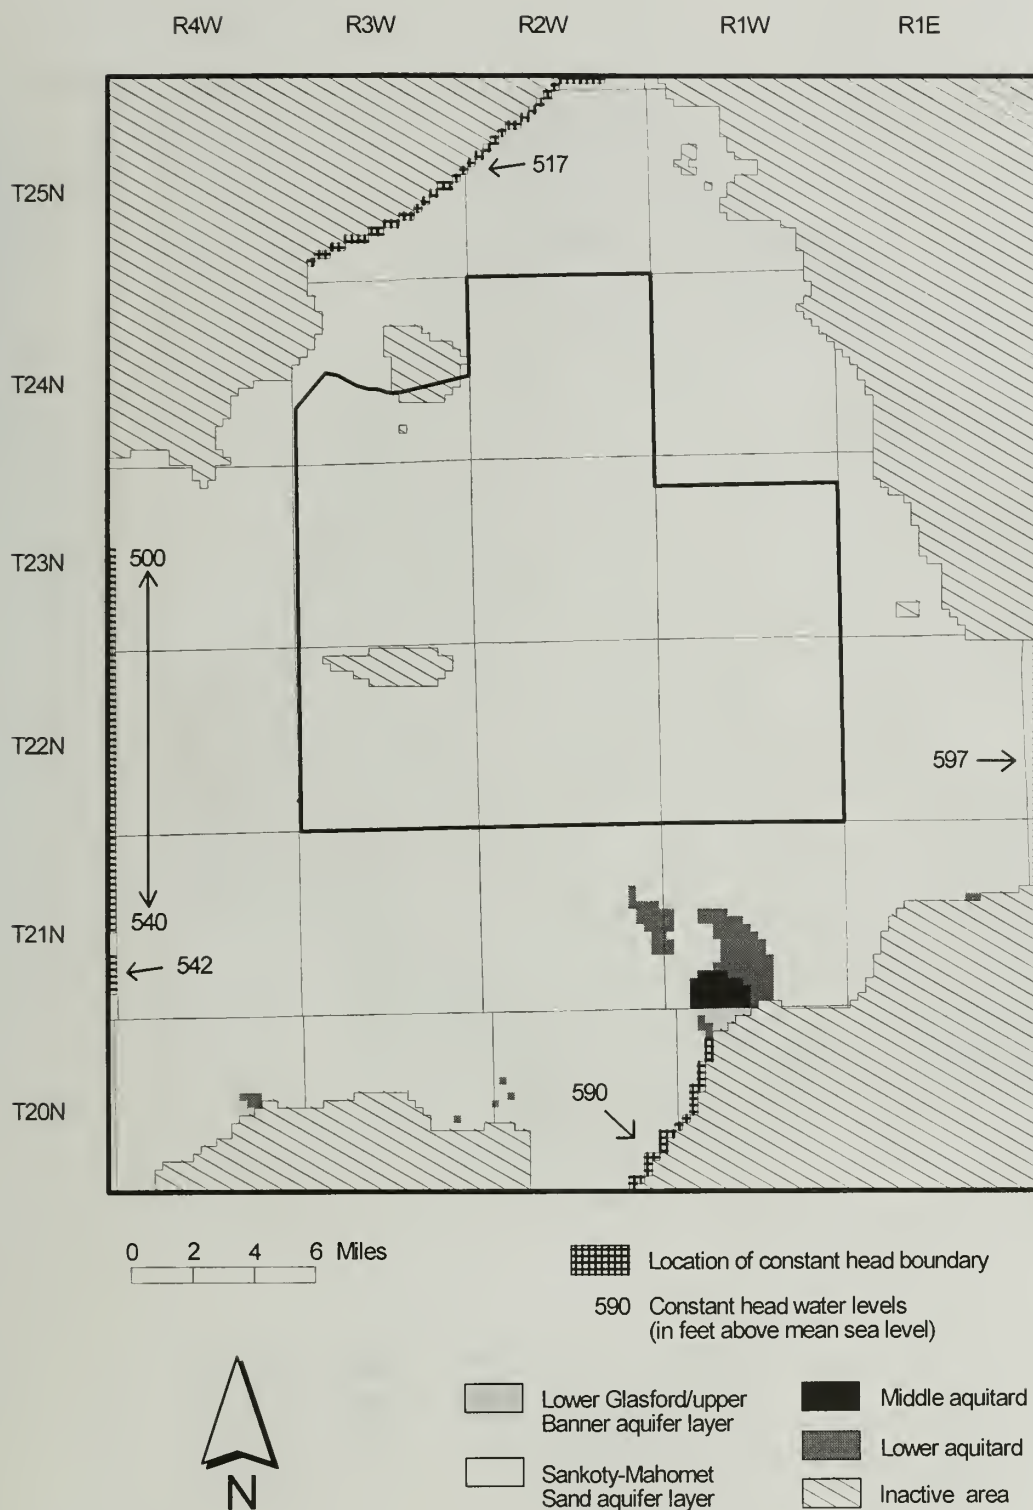 R4W R3W R2W R1W R1E
T25N
T24N
T23N
T22N
T21N
T20N
517
500
597
540
542
590
0 2 4 6 Miles
Location of constant head boundary
590 Constant head water levels
(in feet above mean sea level)
Lower Glasford/upper
Banner aquifer layer
Sankoty-Mahomet
Sand aquifer layer
Middle aquitard
Lower aquitard
Inactive area
N